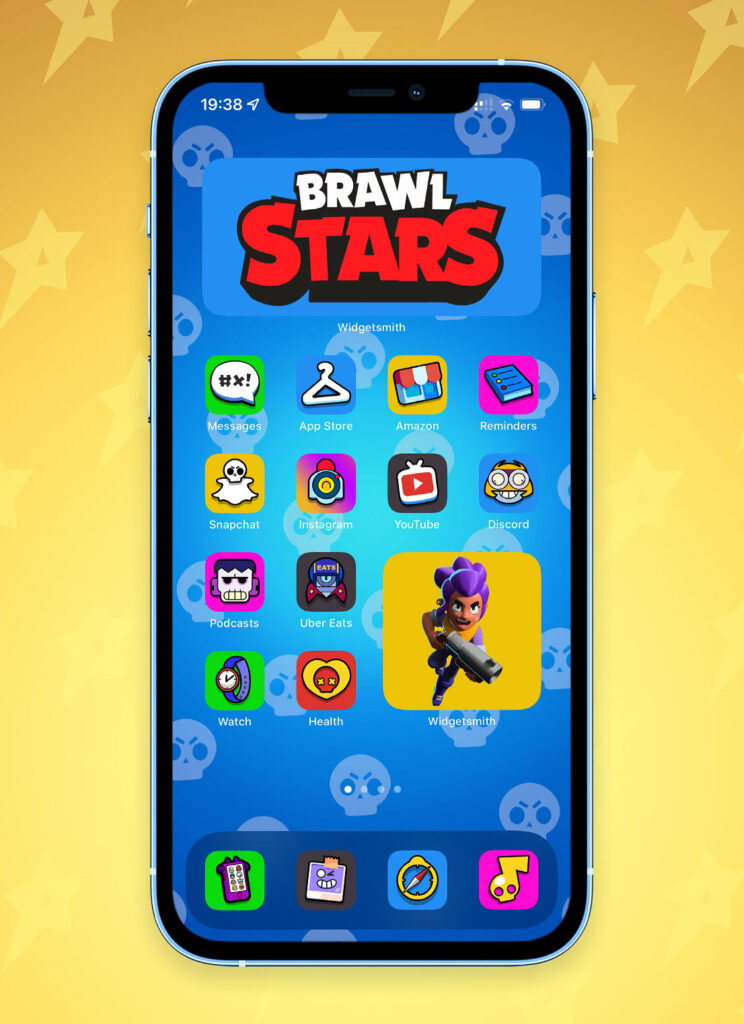 19:38
BRAWL
STARS
Widgetsmith
#x!
Messages
App Store
Amazon
Reminders
Snapchat
Instagram
YouTube
Discord
Podcasts
EATS
Uber Eats
Watch
Health
Widgetsmith